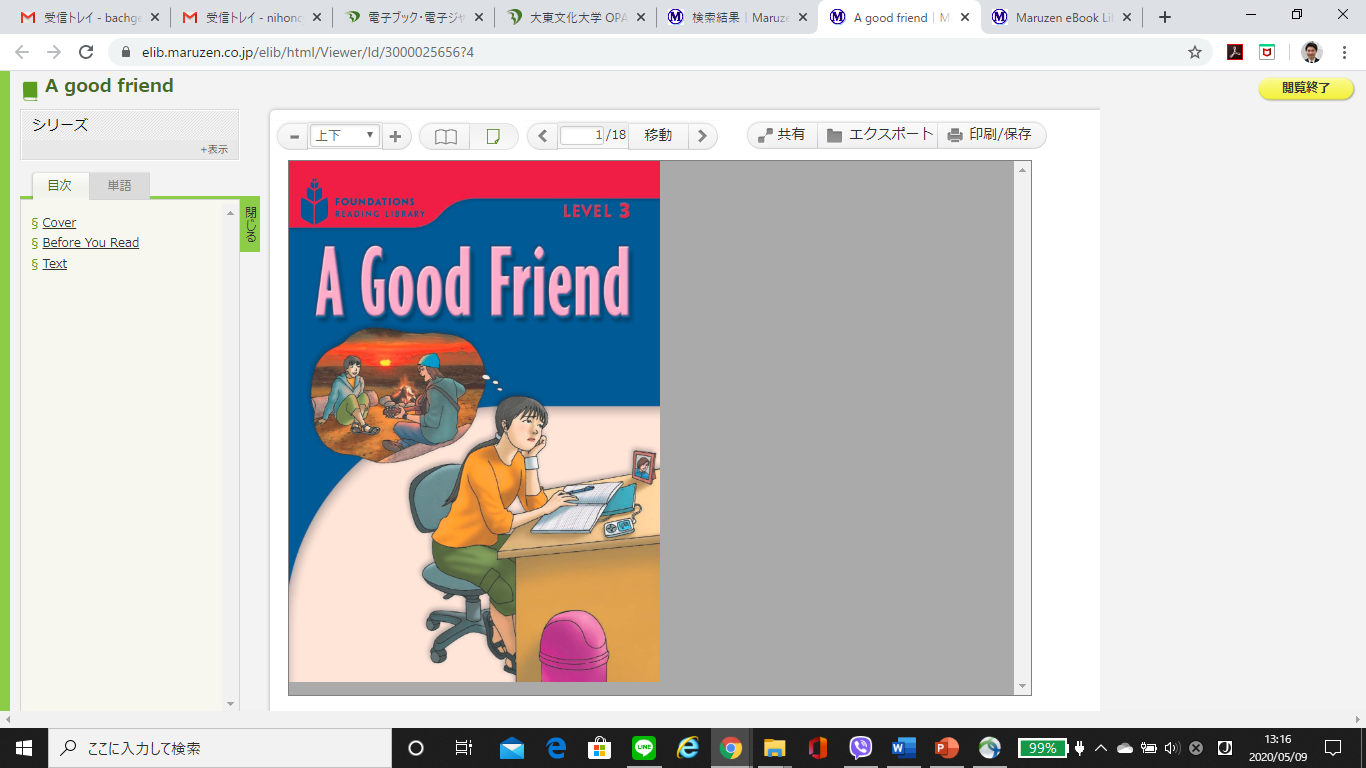 受信トレイ - bachge
受信トレイ - nihonc
電子ブック・電子ジャ
大東文化大学 OPA
検索結果 | Maruze
A good friend | M
Maruzen eBook Li
elib.maruzen.co.jp/elib/html/Viewer/Id/3000025656?4
A good friend
閲覧終了
シリーズ
+表示
目次
単語
閉じる
§ Cover
§ Before You Read
§ Text
上下
1 /18
移動
共有
エクスポート
印刷/保存
FOUNDATIONS
READING LIBRARY
LEVEL 3
A Good Friend
ここに入力して検索
LINE
99%
13:16
2020/05/09